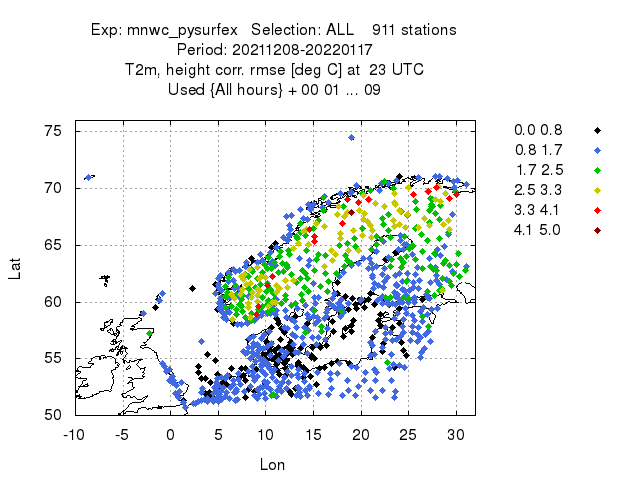 Exp: mnwc_pysurfex   Selection: ALL    911 stations
Period: 20211208-20220117
T2m, height corr. rmse [deg C] at  23 UTC
Used {All hours} + 00 01 ... 09
0.0 0.8
0.8 1.7
1.7 2.5
2.5 3.3
3.3 4.1
4.1 5.0
75
70
65
60
55
50
Lat
-10 -5 0 5 10 15 20 25 30
Lon